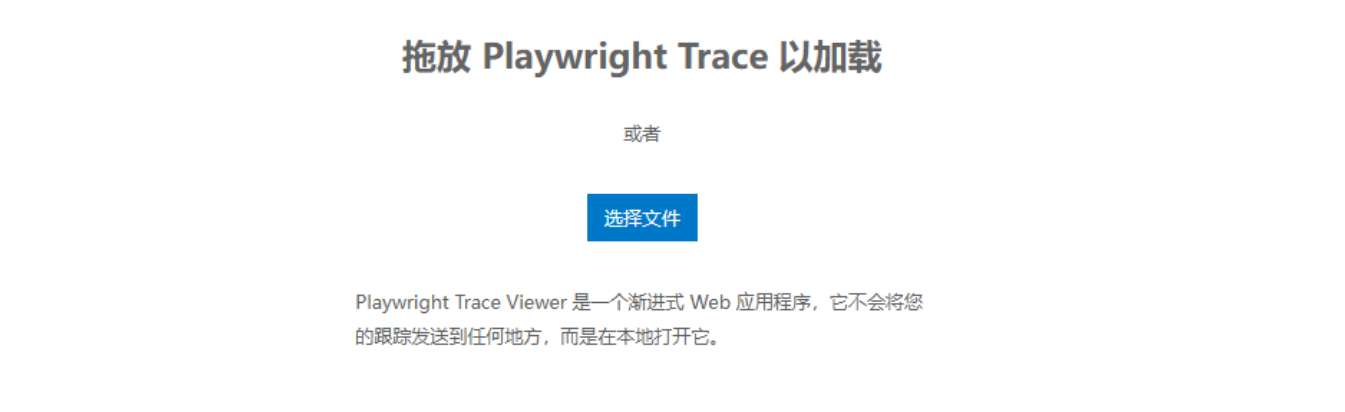 拖放 Playwright Trace 以加载
或者
选择文件
Playwright Trace Viewer 是一个渐进式 Web 应用程序，它不会将您
的跟踪发送到任何地方，而是在本地打开它。